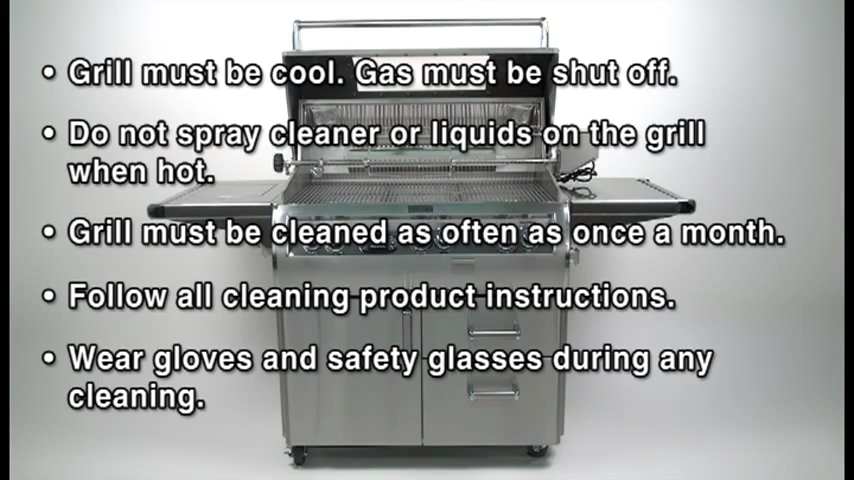 • Grill must be cool. Gas must be shut off.
• Do not spray cleaner or liquids on the grill
when hot.
• Grill must be cleaned as often as once a month.
• Follow all cleaning product instructions.
• Wear gloves and safety glasses during any
cleaning.